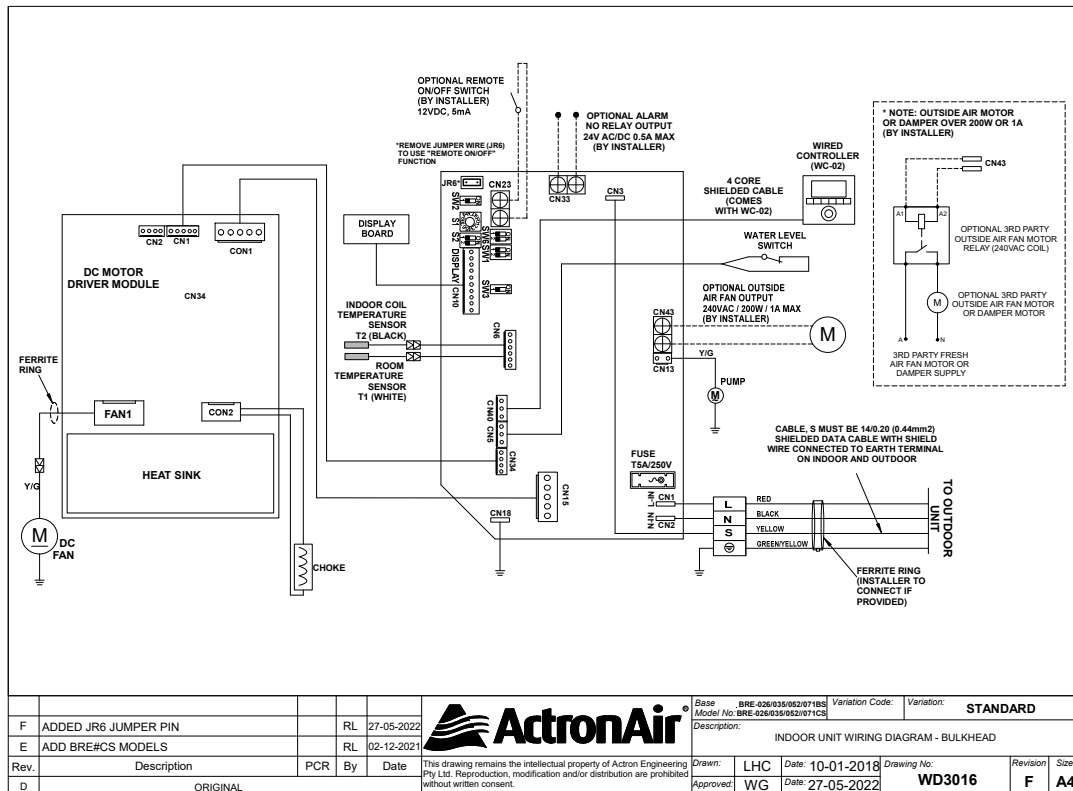 OPTIONAL REMOTE
ON/OFF SWITCH
(BY INSTALLER)
12VDC, 5mA
*REMOVE JUMPER WIRE (JR6)
TO USE "REMOTE ON/OFF"
FUNCTION
OPTIONAL ALARM
NO RELAY OUTPUT
24V AC/DC 0.5A MAX
(BY INSTALLER)
WIRED
CONTROLLER
(WC-02)
4 CORE
SHIELDED CABLE
(COMES
WITH WC-02)
* NOTE: OUTSIDE AIR MOTOR
OR DAMPER OVER 200W OR 1A
(BY INSTALLER)
CN43
A1
A2
OPTIONAL 3RD PARTY
OUTSIDE AIR FAN MOTOR
RELAY (240VAC COIL)
M
OPTIONAL 3RD PARTY
OUTSIDE AIR FAN MOTOR
OR DAMPER MOTOR
A
N
3RD PARTY FRESH
AIR FAN MOTOR OR
DAMPER SUPPLY
JR6*
CN23
CN33
CN3
SW2
S1
S2
SW6
SW1
DISPLAY
CN10
SW3
DISPLAY
BOARD
WATER LEVEL
SWITCH
OPTIONAL OUTSIDE
AIR FAN OUTPUT
240VAC / 200W / 1A MAX
(BY INSTALLER)
CN43
M
CN13
Y/G
PUMP
M
CN2
CN1
CON1
DC MOTOR
DRIVER MODULE
CN34
INDOOR COIL
TEMPERATURE
SENSOR
T2 (BLACK)
ROOM
TEMPERATURE
SENSOR
T1 (WHITE)
CN6
FERRITE
RING
FAN1
CON2
HEAT SINK
Y/G
M
DC
FAN
CHOKE
CN40
CN5
CN34
CN15
CN18
FUSE
T5A/250V
CABLE, S MUST BE 14/0.20 (0.44mm2)
SHIELDED DATA CABLE WITH SHIELD
WIRE CONNECTED TO EARTH TERMINAL
ON INDOOR AND OUTDOOR
L-IN
CN1
N-IN
CN2
L
N
S
RED
BLACK
YELLOW
GREEN/YELLOW
TO OUTDOOR
UNIT
FERRITE RING
(INSTALLER TO
CONNECT IF
PROVIDED)
F ADDED JR6 JUMPER PIN RL 27-05-2022
E ADD BRE#CS MODELS RL 02-12-2021
Rev. Description PCR By Date
D ORIGINAL
ActronAir®
This drawing remains the intellectual property of Actron Engineering
Pty Ltd. Reproduction, modification and/or distribution are prohibited
without written consent.
Base
Model No:
BRE-026/035/052/071BS
BRE-026/035/052/071CS
Variation Code:
Variation:
STANDARD
Description:
INDOOR UNIT WIRING DIAGRAM - BULKHEAD
Drawn: LHC Date: 10-01-2018
Approved: WG Date: 27-05-2022
Drawing No:
WD3016
Revision
F
Size
A4